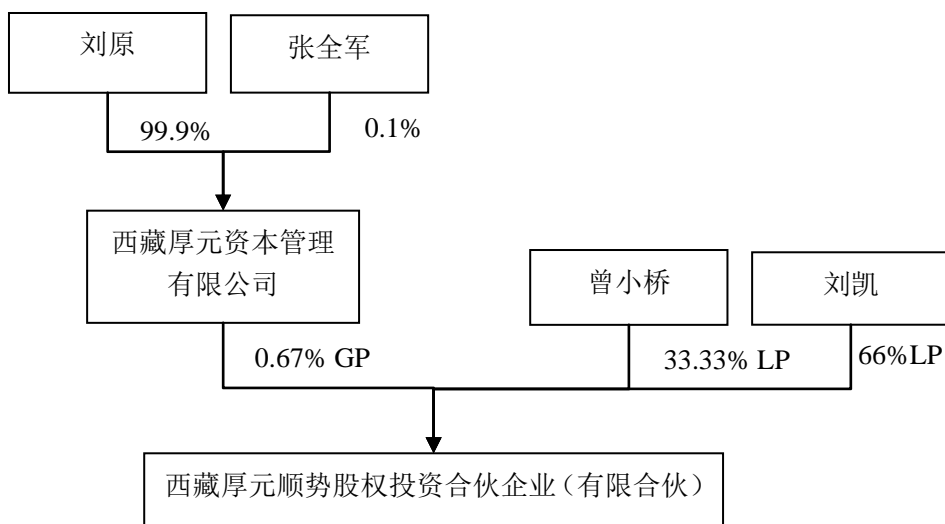 刘原
张全军
99.9%
0.1%
西藏厚元资本管理
有限公司
曾小桥
刘凯
0.67% GP
33.33% LP
66%LP
西藏厚元顺势股权投资合伙企业（有限合伙）